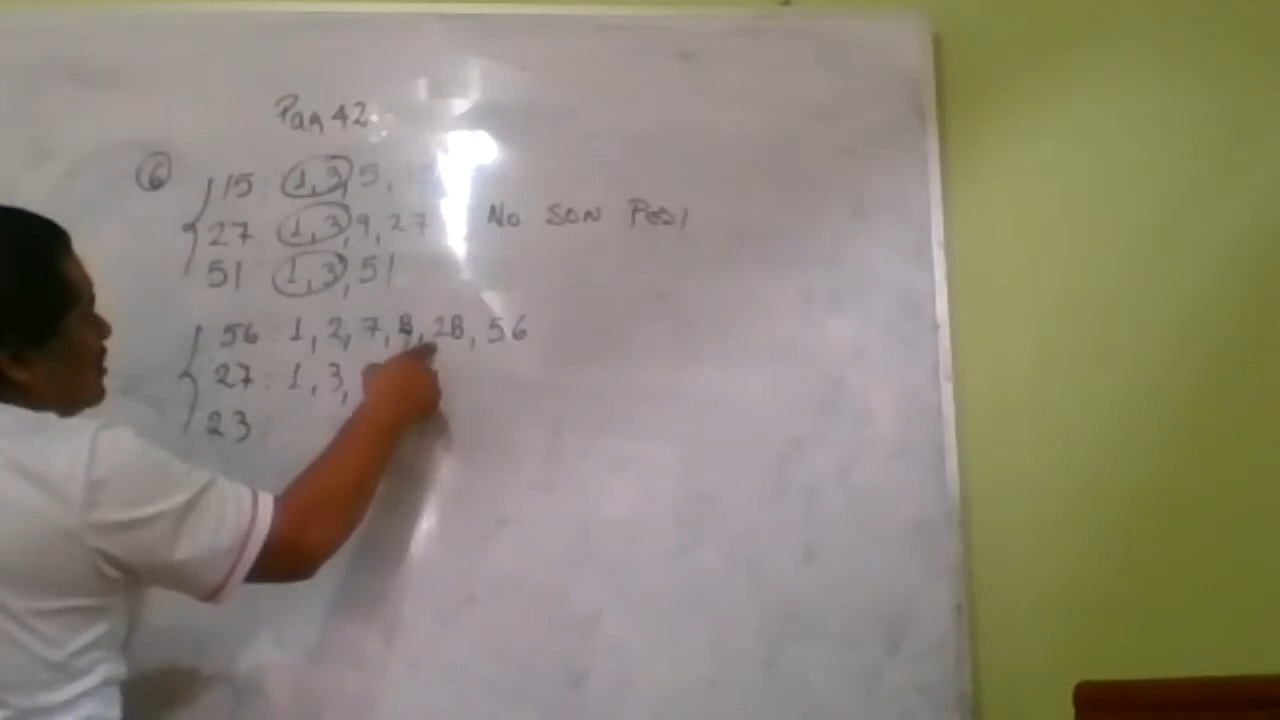 Pag 42
6
15 1, 3, 5,
27 1, 3, 9, 27 No SON PESI
51 1, 3, 51
56 1, 2, 7, 8, 28, 56
27: 1, 3,
23